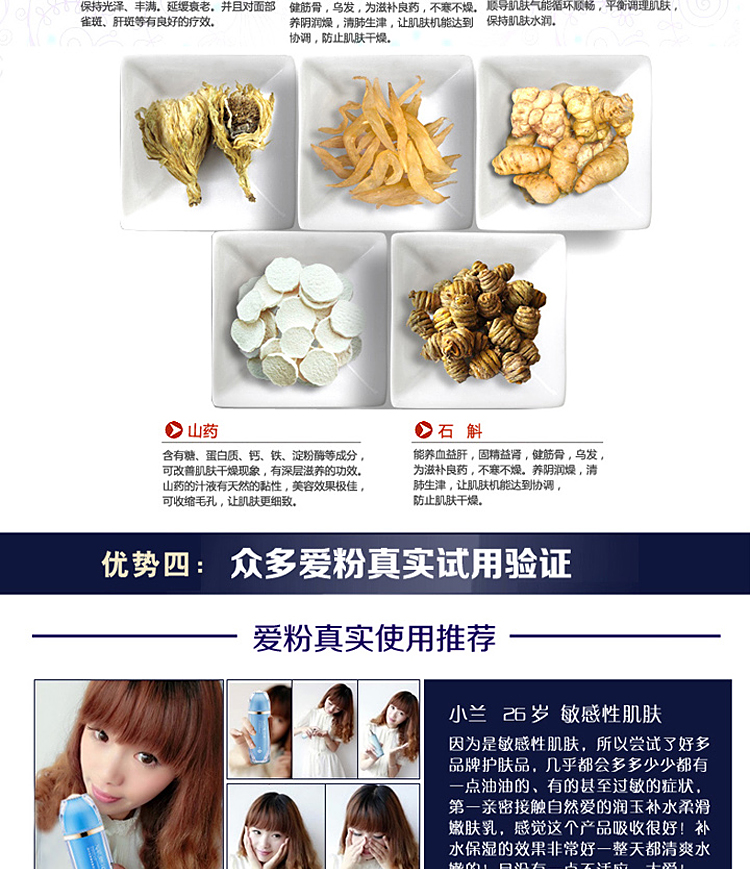 保持光泽、丰满。延缓衰老。并且对面部
雀斑、肝斑等有良好的疗效。
健筋骨，乌发，为滋补良药，不寒不燥。
养阴润燥，清肺生津，让肌肤机能达到
协调，防止肌肤干燥。
顺导肌肤气能循环顺畅，平衡调理肌肤，
保持肌肤水润。
山药
含有糖、蛋白质、钙、铁、淀粉酶等成分，
可改善肌肤干燥现象，有深层滋养的功效。
山药的汁液有天然的黏性，美容效果极佳，
可收缩毛孔，让肌肤更细致。
石 斛
能养血益肝，固精益肾，健筋骨，乌发，
为滋补良药，不寒不燥。养阴润燥，清
肺生津，让肌肤机能达到协调，
防止肌肤干燥。
优势四：众多爱粉真实试用验证
爱粉真实使用推荐
小兰 26岁 敏感性肌肤
因为是敏感性肌肤，所以尝试了好多
品牌护肤品，几乎都会多多少少都有
一点油油的、有的甚至过敏的症状，
第一亲密接触自然爱的润玉补水柔滑
嫩肤乳，感觉这个产品吸收很好！补
水保湿的效果非常好一整天都清爽水
嫩的！且没有一点不适应，大爱！